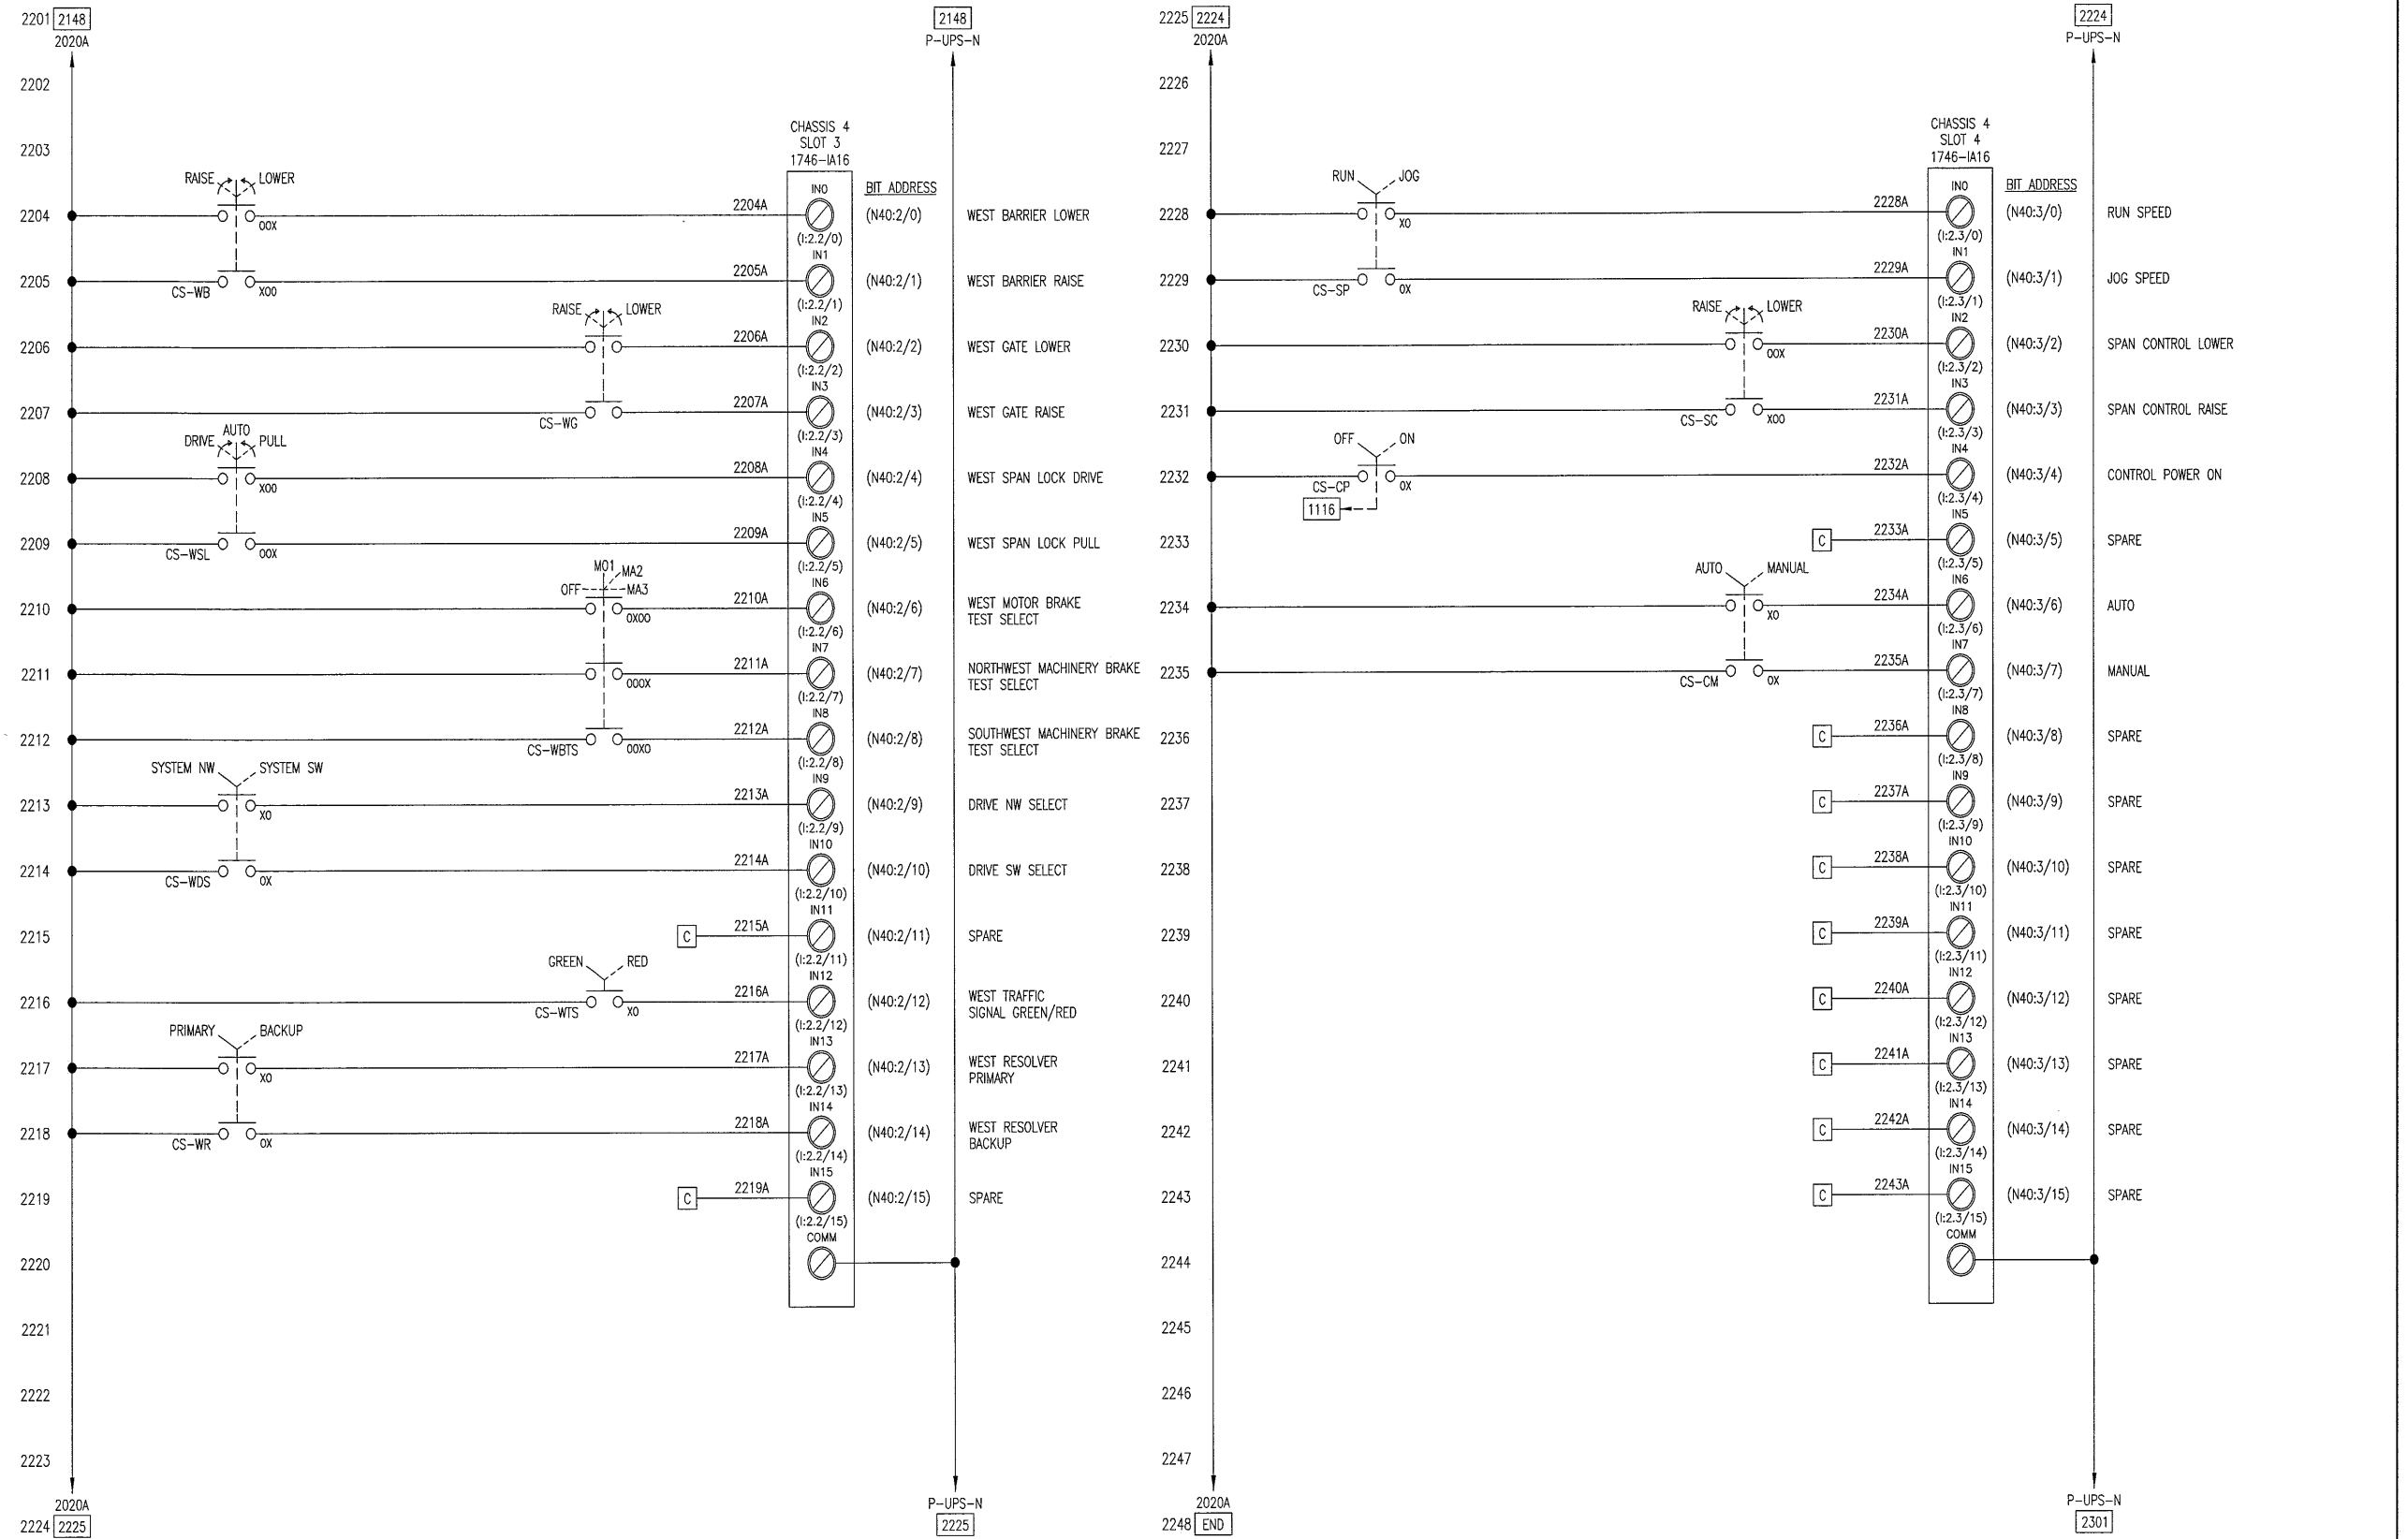 2201 2148
2020A
2148
P-UPS-N
2202
2203
CHASSIS 4
SLOT 3
1746-IA16
RAISE LOWER
IN0
BIT ADDRESS
2204 00X 2204A (N40:2/0) WEST BARRIER LOWER
(I:2.2/0)
IN1
2205 CS-WB X00 2205A (N40:2/1) WEST BARRIER RAISE
(I:2.2/1)
RAISE LOWER
IN2
2206 2206A (N40:2/2) WEST GATE LOWER
(I:2.2/2)
IN3
2207 CS-WG 2207A (N40:2/3) WEST GATE RAISE
(I:2.2/3)
AUTO
DRIVE PULL
IN4
2208 X00 2208A (N40:2/4) WEST SPAN LOCK DRIVE
(I:2.2/4)
IN5
2209 CS-WSL 00X 2209A (N40:2/5) WEST SPAN LOCK PULL
(I:2.2/5)
MO1
MA2
OFF MA3
IN6
2210 0X00 2210A (N40:2/6) WEST MOTOR BRAKE
TEST SELECT
(I:2.2/6)
IN7
2211 000X 2211A (N40:2/7) NORTHWEST MACHINERY BRAKE
TEST SELECT
(I:2.2/7)
IN8
2212 CS-WBTS 00X0 2212A (N40:2/8) SOUTHWEST MACHINERY BRAKE
TEST SELECT
(I:2.2/8)
SYSTEM NW SYSTEM SW
IN9
2213 X0 2213A (N40:2/9) DRIVE NW SELECT
(I:2.2/9)
IN10
2214 CS-WDS 0X 2214A (N40:2/10) DRIVE SW SELECT
(I:2.2/10)
IN11
2215 C 2215A (N40:2/11) SPARE
(I:2.2/11)
GREEN RED
IN12
2216 CS-WTS X0 2216A (N40:2/12) WEST TRAFFIC
SIGNAL GREEN/RED
(I:2.2/12)
PRIMARY BACKUP
IN13
2217 X0 2217A (N40:2/13) WEST RESOLVER
PRIMARY
(I:2.2/13)
IN14
2218 CS-WR 0X 2218A (N40:2/14) WEST RESOLVER
BACKUP
(I:2.2/14)
IN15
2219 C 2219A (N40:2/15) SPARE
(I:2.2/15)
COMM
2220
2221
2222
2223
2020A
P-UPS-N
2224 2225
2225
2225 2224
2020A
2224
P-UPS-N
2226
2227
CHASSIS 4
SLOT 4
1746-IA16
RUN JOG
IN0
BIT ADDRESS
2228 X0 2228A (N40:3/0) RUN SPEED
(I:2.3/0)
IN1
2229 CS-SP 0X 2229A (N40:3/1) JOG SPEED
(I:2.3/1)
RAISE LOWER
IN2
2230 00X 2230A (N40:3/2) SPAN CONTROL LOWER
(I:2.3/2)
IN3
2231 CS-SC X00 2231A (N40:3/3) SPAN CONTROL RAISE
(I:2.3/3)
OFF ON
IN4
2232 CS-CP 0X 2232A (N40:3/4) CONTROL POWER ON
1116
(I:2.3/4)
IN5
2233 C 2233A (N40:3/5) SPARE
(I:2.3/5)
AUTO MANUAL
IN6
2234 X0 2234A (N40:3/6) AUTO
(I:2.3/6)
IN7
2235 CS-CM 0X 2235A (N40:3/7) MANUAL
(I:2.3/7)
IN8
2236 C 2236A (N40:3/8) SPARE
(I:2.3/8)
IN9
2237 C 2237A (N40:3/9) SPARE
(I:2.3/9)
IN10
2238 C 2238A (N40:3/10) SPARE
(I:2.3/10)
IN11
2239 C 2239A (N40:3/11) SPARE
(I:2.3/11)
IN12
2240 C 2240A (N40:3/12) SPARE
(I:2.3/12)
IN13
2241 C 2241A (N40:3/13) SPARE
(I:2.3/13)
IN14
2242 C 2242A (N40:3/14) SPARE
(I:2.3/14)
IN15
2243 C 2243A (N40:3/15) SPARE
(I:2.3/15)
COMM
2244
2245
2246
2247
2020A
P-UPS-N
2248 END
2301